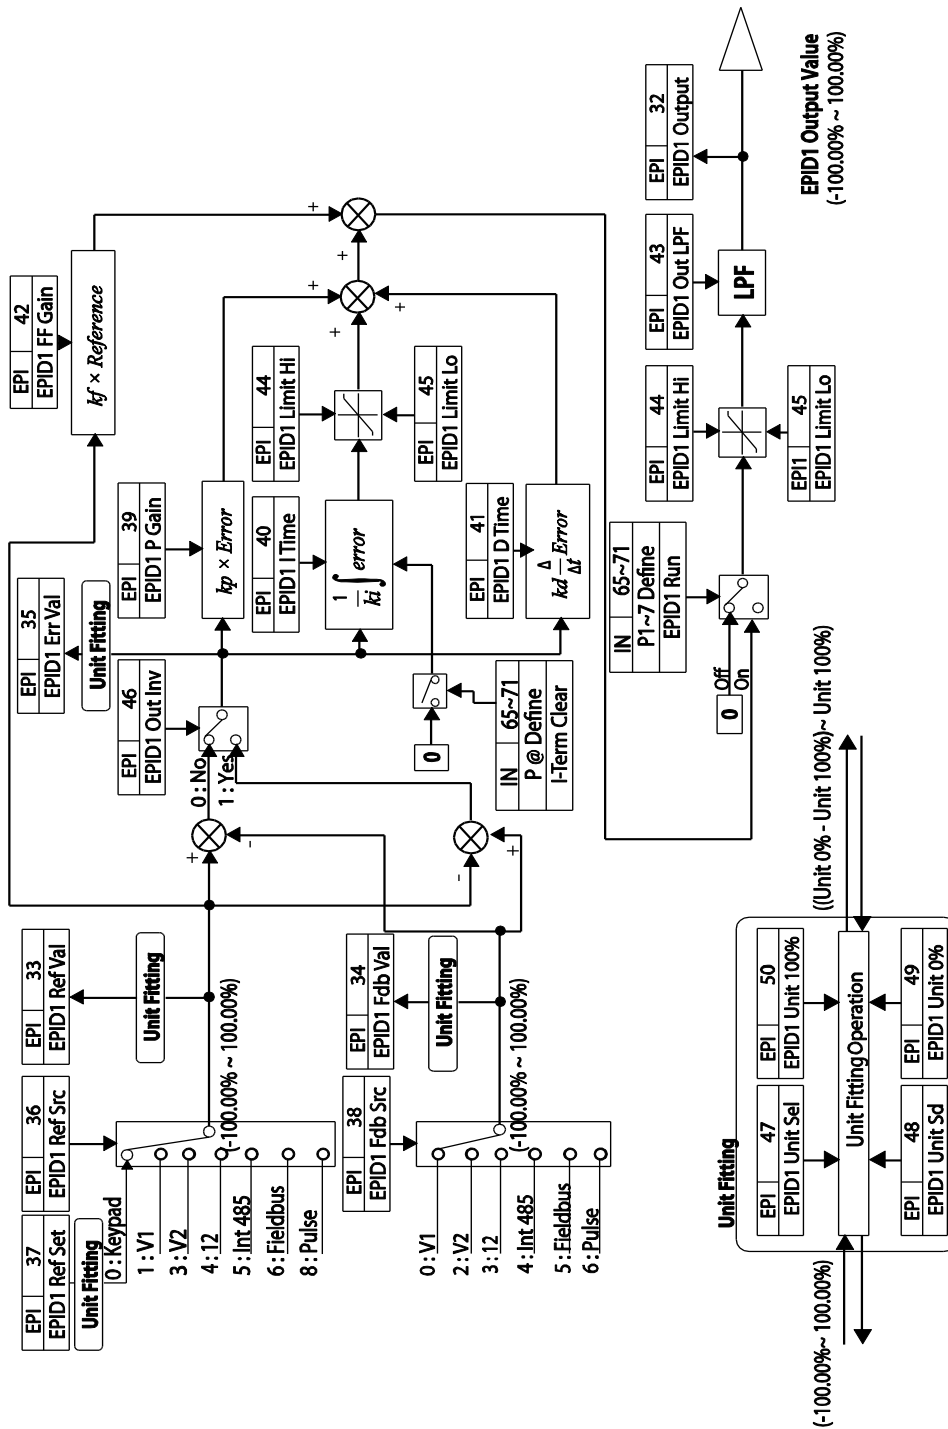 EPI 37
EPID1 Ref Set
Unit Fitting
EPI 36
EPID1 Ref Src
EPI 33
EPID1 Ref Val
Unit Fitting
0 : Keypad
1 : V1
3 : V2
4 : 12
5 : Int 485
6 : Fieldbus
8 : Pulse
(-100.00% ~ 100.00%)
EPI 38
EPID1 Fdb Src
EPI 34
EPID1 Fdb Val
Unit Fitting
0 : V1
2 : V2
3 : 12
4 : Int 485
5 : Fieldbus
6 : Pulse
(-100.00% ~ 100.00%)
+
-
-
+
0 : No
1 : Yes
EPI 46
EPID1 Out Inv
EPI 35
EPID1 Err Val
Unit Fitting
EPI 39
EPID1 P Gain
kp × Error
EPI 42
EPID1 FF Gain
kf × Reference
EPI 40
EPID1 I Time
1/ki ∫ error
EPI 44
EPID1 Limit Hi
EPI 45
EPID1 Limit Lo
EPI 41
EPID1 D Time
kd Δ/Δt Error
0
IN 65~71
P @ Define
I-Term Clear
+
+
+
+
+
IN 65~71
P1~7 Define
EPID1 Run
0
Off
On
EPI 44
EPID1 Limit Hi
EPI1 45
EPID1 Limit Lo
EPI 43
EPID1 Out LPF
LPF
EPI 32
EPID1 Output
EPID1 Output Value
(-100.00% ~ 100.00%)
Unit Fitting
EPI 47
EPID1 Unit Sel
EPI 50
EPID1 Unit 100%
Unit Fitting Operation
EPI 48
EPID1 Unit Sd
EPI 49
EPID1 Unit 0%
(-100.00%~ 100.00%)
((Unit 0% - Unit 100%)~ Unit 100%)